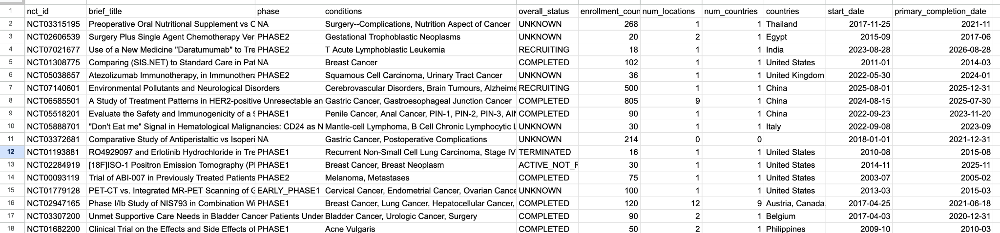 1 nct_id brief_title phase conditions overall_status enrollment_coun num_locations num_countries countries start_date primary_completion_date
2 NCT03315195 Preoperative Oral Nutritional Supplement vs C NA Surgery--Complications, Nutrition Aspect of Cancer UNKNOWN 268 1 1 Thailand 2017-11-25 2021-11
3 NCT02606539 Surgery Plus Single Agent Chemotherapy Ver PHASE2 Gestational Trophoblastic Neoplasms UNKNOWN 20 2 1 Egypt 2015-09 2017-06
4 NCT07021677 Use of a New Medicine "Daratumumab" to Tre PHASE2 T Acute Lymphoblastic Leukemia RECRUITING 18 1 1 India 2023-08-28 2026-08-28
5 NCT01308775 Comparing (SIS.NET) to Standard Care in Pat NA Breast Cancer COMPLETED 102 1 1 United States 2011-01 2014-03
6 NCT05038657 Atezolizumab Immunotherapy, in Immunothera PHASE2 Squamous Cell Carcinoma, Urinary Tract Cancer UNKNOWN 36 1 1 United Kingdom 2022-05-30 2024-01
7 NCT07140601 Environmental Pollutants and Neurological Disorders Cerebrovascular Disorders, Brain Tumours, Alzheime RECRUITING 500 1 1 China 2025-08-01 2025-12-31
8 NCT06585501 A Study of Treatment Patterns in HER2-positive Unresectable an Gastric Cancer, Gastroesophageal Junction Cancer COMPLETED 805 9 1 China 2024-08-15 2025-07-30
9 NCT05518201 Evaluate the Safety and Immunogenicity of a 9 PHASE1 Penile Cancer, Anal Cancer, PIN-1, PIN-2, PIN-3, AIN COMPLETED 90 1 1 China 2022-09-23 2023-11-20
10 NCT05888701 "Don't Eat me" Signal in Hematological Malignancies: CD24 as N Mantle-cell Lymphoma, B Cell Chronic Lymphocytic L UNKNOWN 30 1 1 Italy 2022-09-08 2023-09
11 NCT03372681 Comparative Study of Antiperistaltic vs Isoperi NA Gastric Cancer, Postoperative Complications UNKNOWN 214 0 0 2018-01-01 2021-12-31
12 NCT01193881 RO4929097 and Erlotinib Hydrochloride in Tre PHASE1 Recurrent Non-Small Cell Lung Carcinoma, Stage IV TERMINATED 16 1 1 United States 2010-08 2015-08
13 NCT02284919 [18F]ISO-1 Positron Emission Tomography (P PHASE1 Breast Cancer, Breast Neoplasm ACTIVE_NOT_R 30 1 1 United States 2014-11 2025-11
14 NCT00093119 Trial of ABI-007 in Previously Treated Patients PHASE2 Melanoma, Metastases COMPLETED 75 1 1 United States 2003-07 2005-02
15 NCT01779128 PET-CT vs. Integrated MR-PET Scanning of G EARLY_PHASE1 Cervical Cancer, Endometrial Cancer, Ovarian Cance UNKNOWN 100 1 1 United States 2013-03 2015-03
16 NCT02947165 Phase I/Ib Study of NIS793 in Combination Wi PHASE1 Breast Cancer, Lung Cancer, Hepatocellular Cancer, COMPLETED 120 12 9 Austria, Canada, 2017-04-25 2021-06-18
17 NCT03307200 Unmet Supportive Care Needs in Bladder Cancer Patients Under Bladder Cancer, Urologic Cancer, Surgery COMPLETED 90 2 1 Belgium 2017-04-03 2020-12-31
18 NCT01682200 Clinical Trial on the Effects and Side Effects of PHASE1 Acne Vulgaris COMPLETED 50 2 1 Philippines 2009-10 2010-03